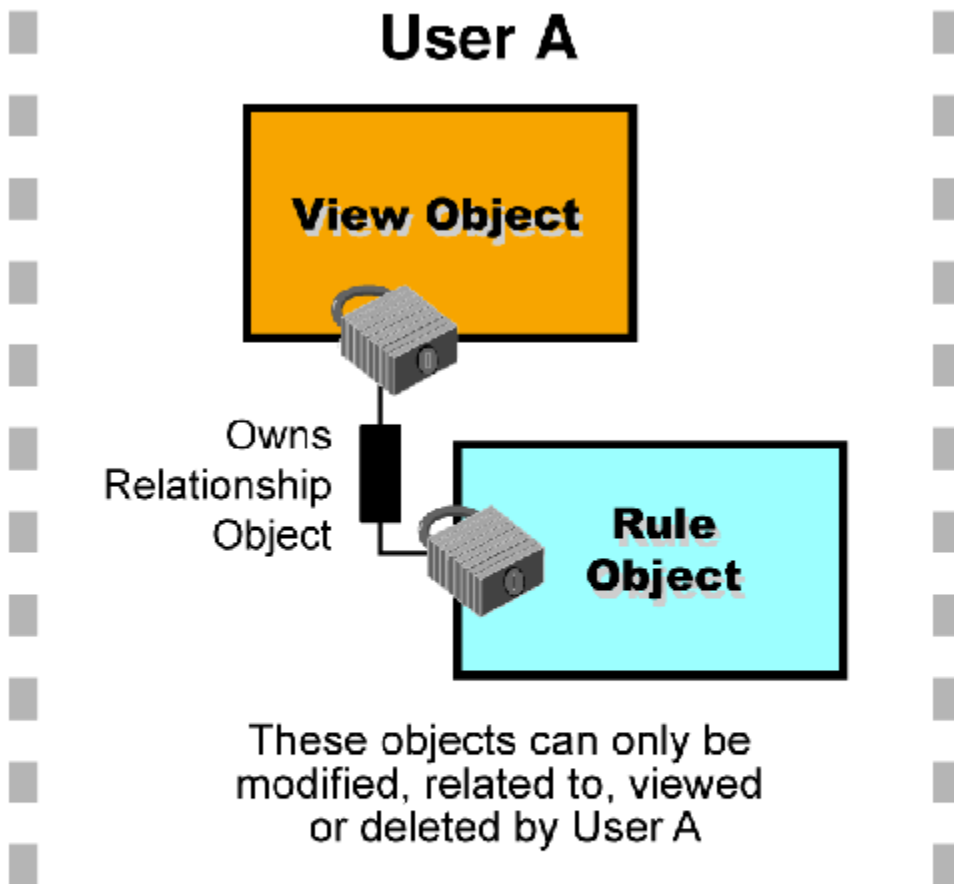 User A
View Object
Owns
Relationship
Object
Rule
Object
These objects can only be
modified, related to, viewed
or deleted by User A